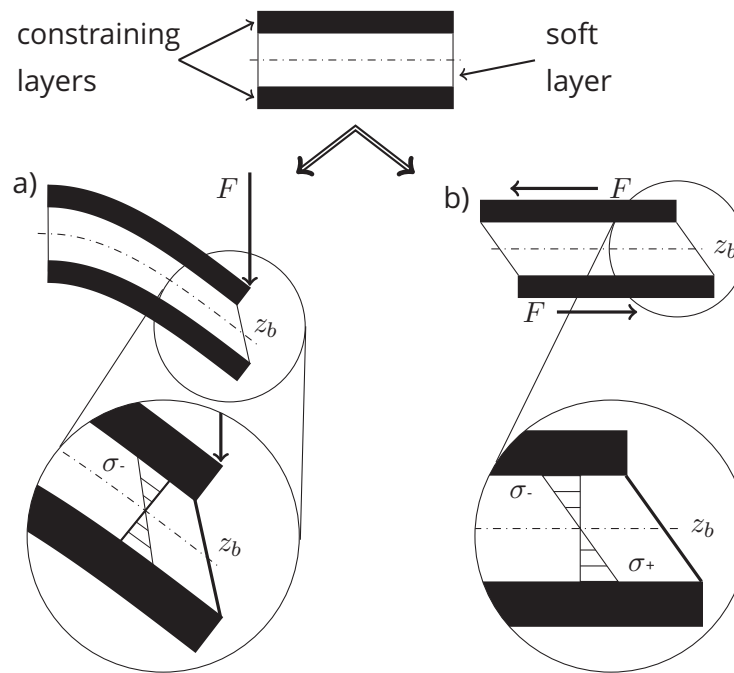 constraining
layers
soft
layer
a)
F
z_b
σ-
z_b
b)
F
z_b
F
σ-
z_b
σ+